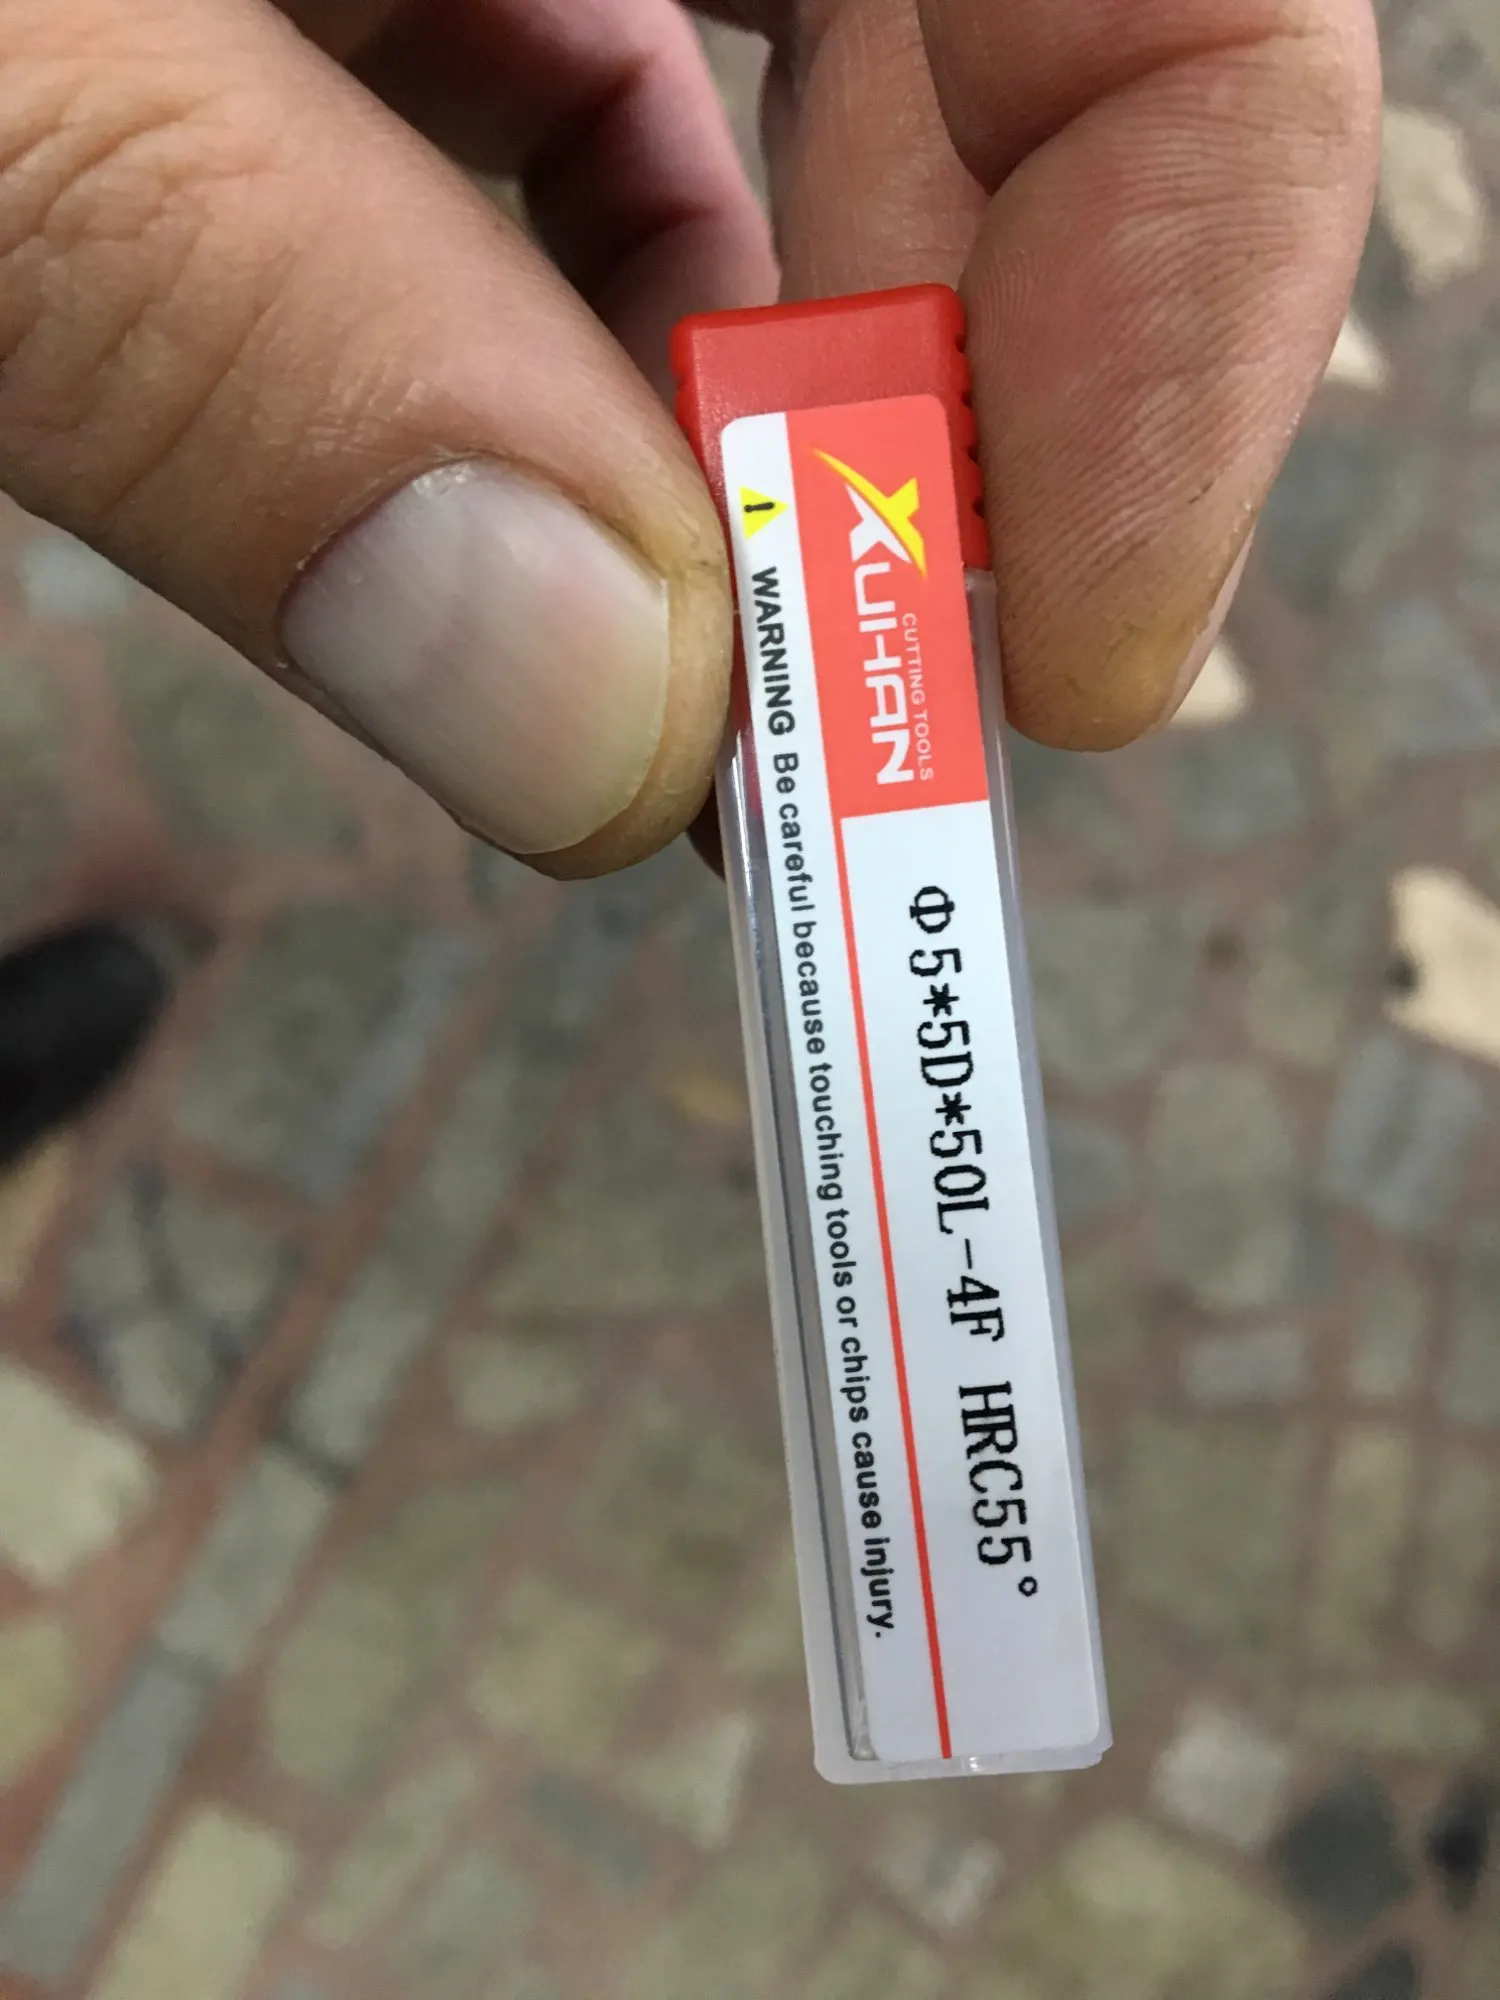 XUHAN
CUTTING TOOLS
Φ5*5D*50L-4F HRC55°
WARNING Be careful because touching tools or chips cause injury.